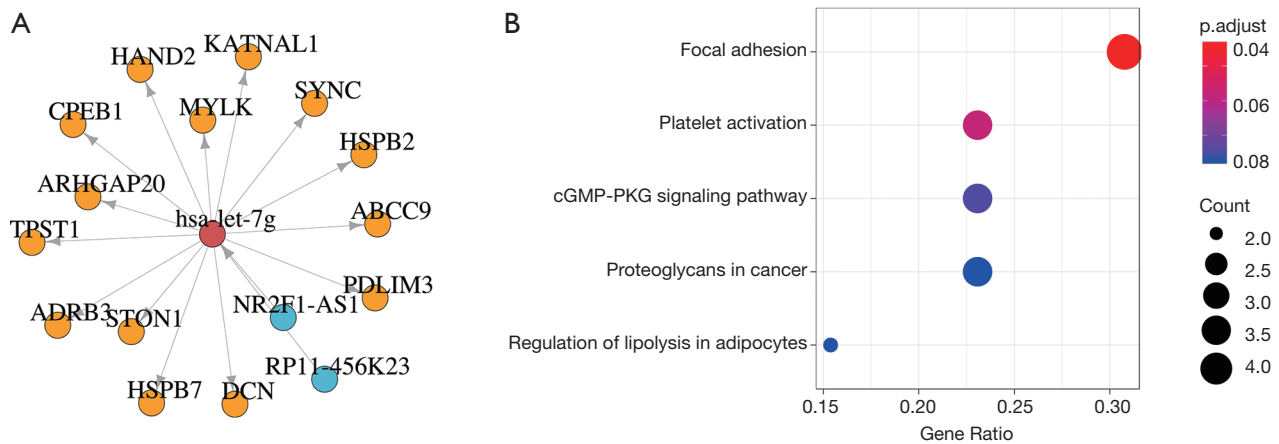 A
HAND2
KATNAL1
CPEB1
MYLK
SYNC
HSPB2
ARHGAP20
hsa-let-7g
ABCC9
TPST1
PDLIM3
ADRB3
STON1
NR2F1-AS1
RP11-456K23
HSPB7
DCN
B
Focal adhesion
Platelet activation
cGMP-PKG signaling pathway
Proteoglycans in cancer
Regulation of lipolysis in adipocytes
0.15
0.20
0.25
0.30
Gene Ratio
p.adjust
0.04
0.06
0.08
Count
2.0
2.5
3.0
3.5
4.0